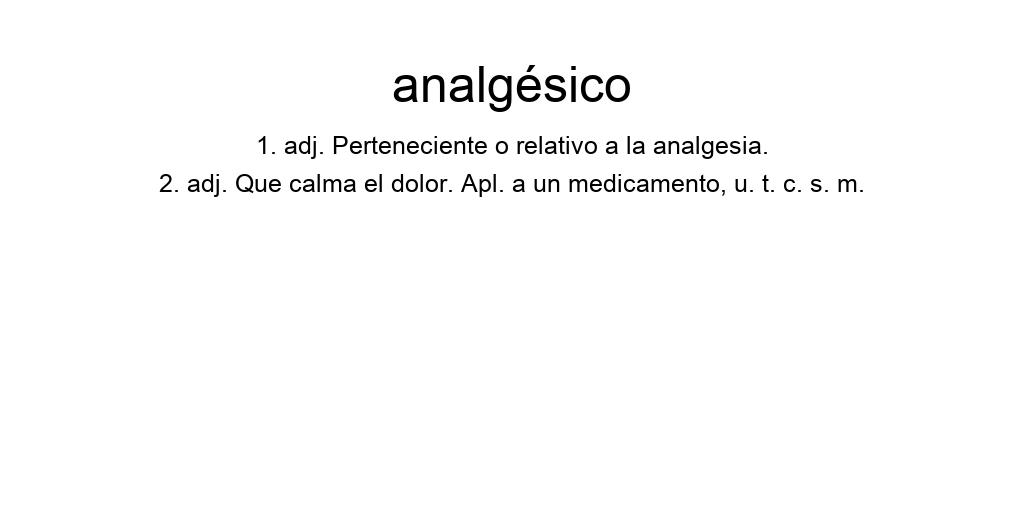 analgésico
1. adj. Perteneciente o relativo a la analgesia.
2. adj. Que calma el dolor. Apl. a un medicamento, u. t. c. s. m.